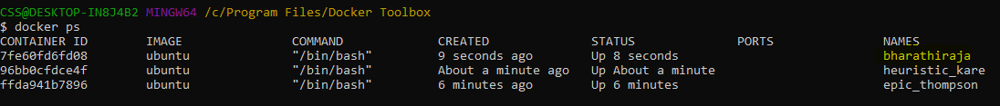 CSS@DESKTOP-IN8J4B2 MINGW64 /c/Program Files/Docker Toolbox
$ docker ps
CONTAINER ID IMAGE COMMAND CREATED STATUS PORTS NAMES
7fe60fd6fd08 ubuntu "/bin/bash" 9 seconds ago Up 8 seconds bharathiraja
96bb0cfdce4f ubuntu "/bin/bash" About a minute ago Up About a minute heuristic_kare
ffda941b7896 ubuntu "/bin/bash" 6 minutes ago Up 6 minutes epic_thompson